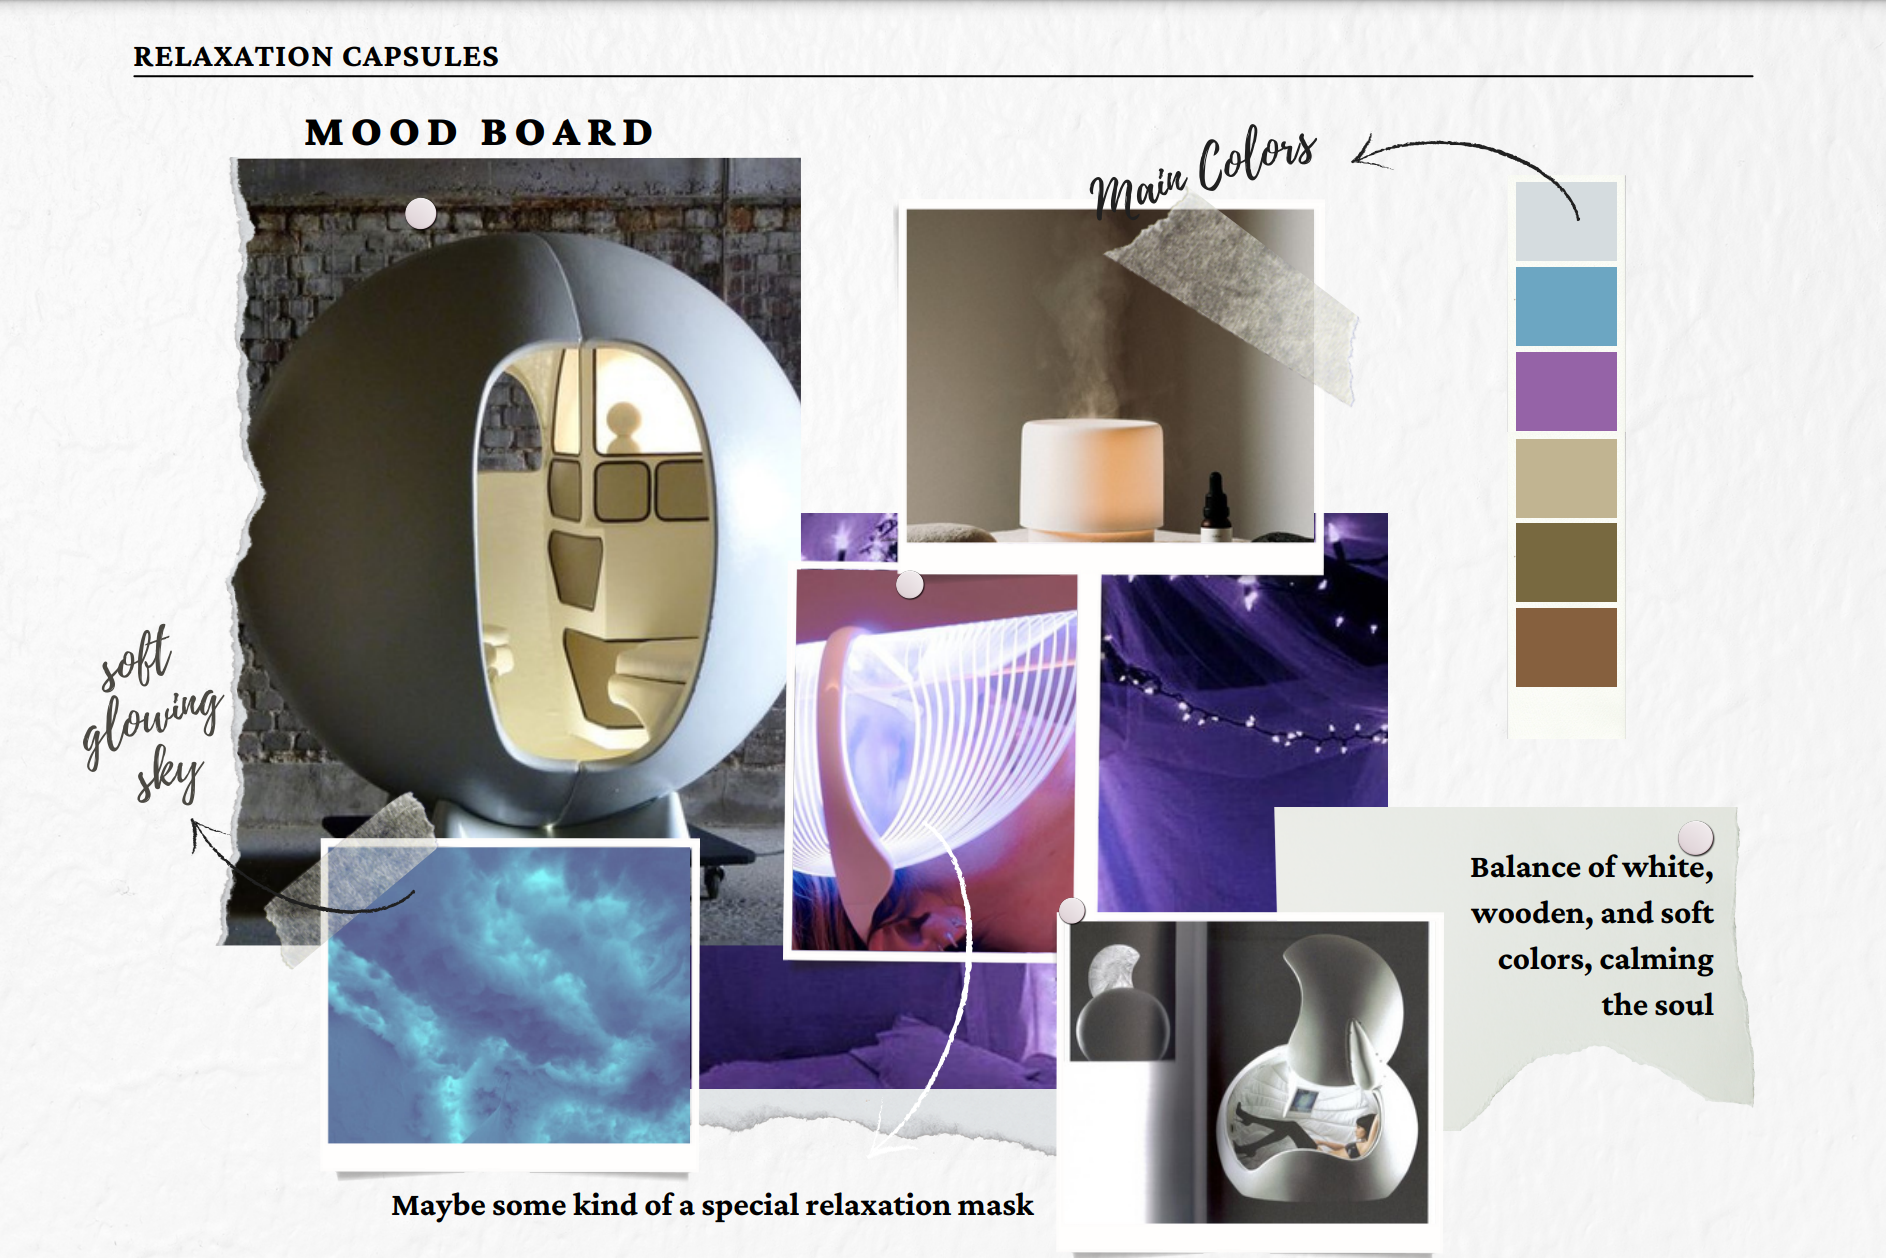 RELAXATION CAPSULES
MOOD BOARD
Main Colors
soft
glowing
sky
Balance of white,
wooden, and soft
colors, calming
the soul
Maybe some kind of a special relaxation mask